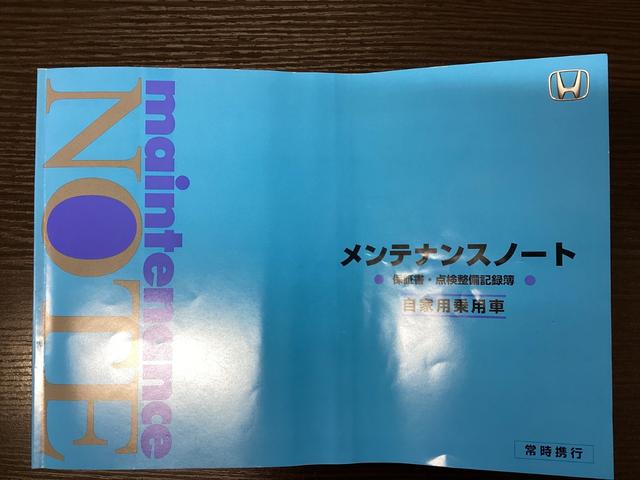 maintenance
NOTE
メンテナンスノート
保証書・点検整備記録簿
自家用乗用車
常時携行